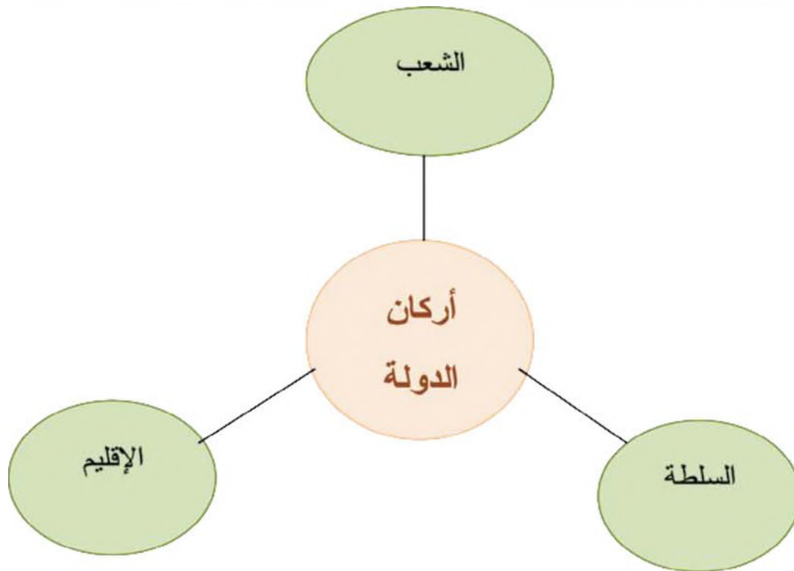 الشعب
أركان
الدولة
الإقليم
السلطة